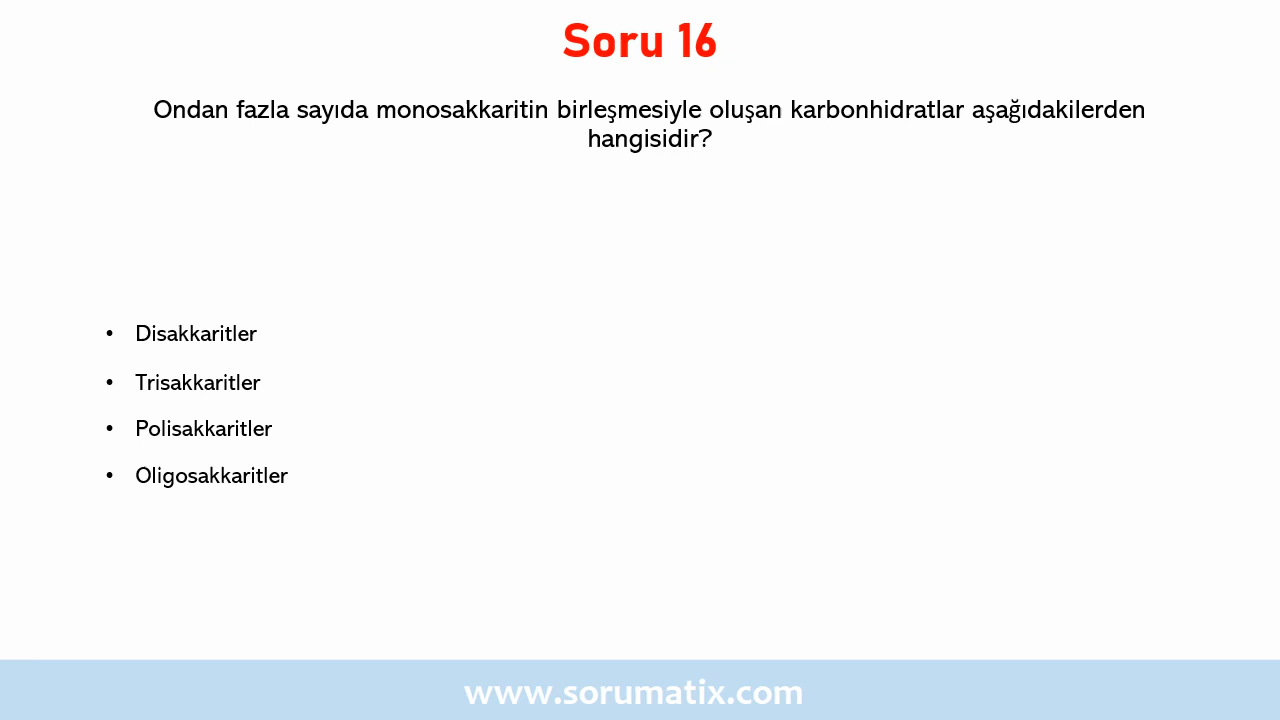 Soru 16
Ondan fazla sayıda monosakkaritin birleşmesiyle oluşan karbonhidratlar aşağıdakilerden
hangisidir?
• Disakkaritler
• Trisakkaritler
• Polisakkaritler
• Oligosakkaritler
www.sorumatix.com